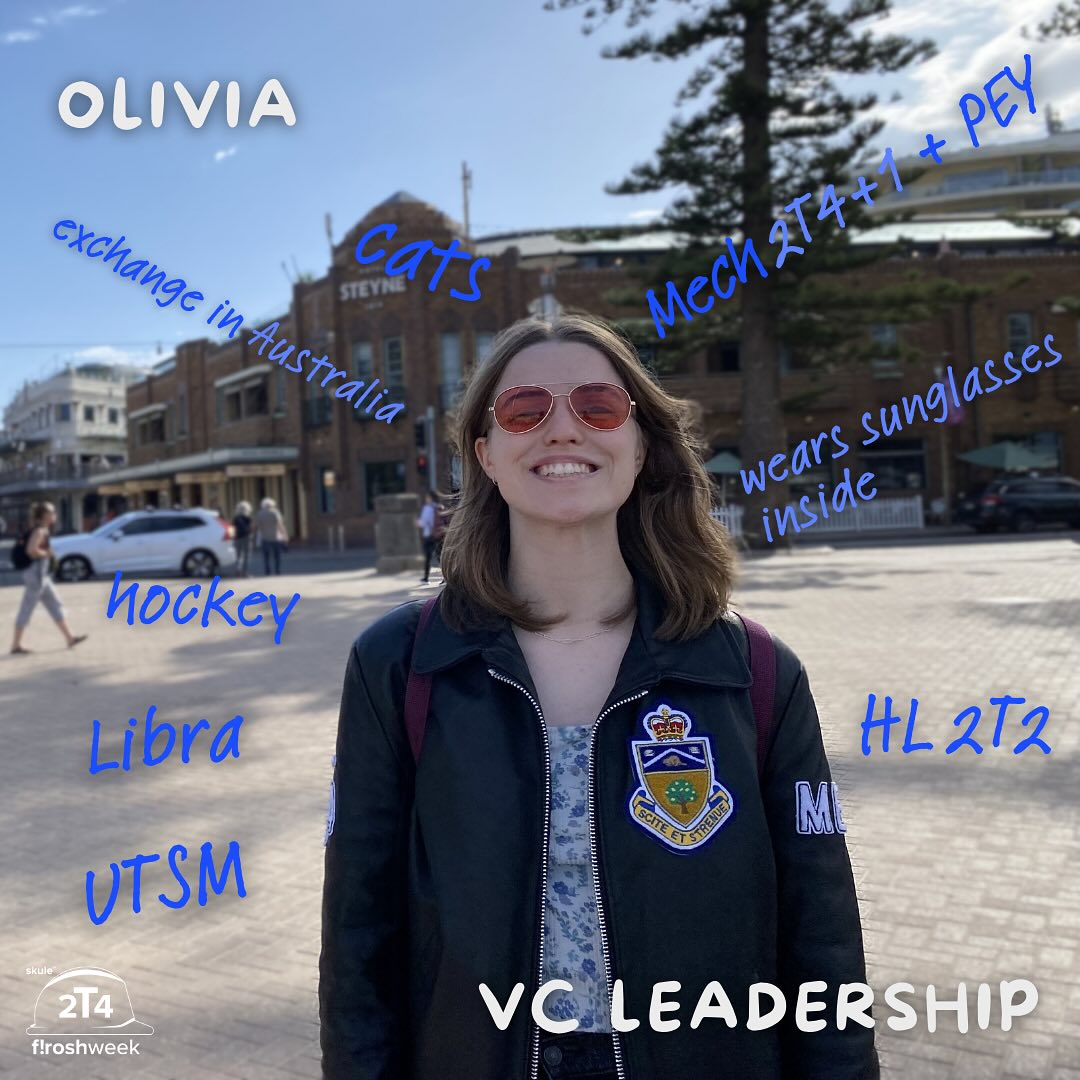 OLIVIA
Mech 2T4+1 + PEY
cats
exchange in Australia
STEYNE
wears sunglasses
inside
hockey
Libra
HL 2T2
SCITE ET STRENUE
UTSM
skule
2T4
f!roshweek
VC LEADERSHIP